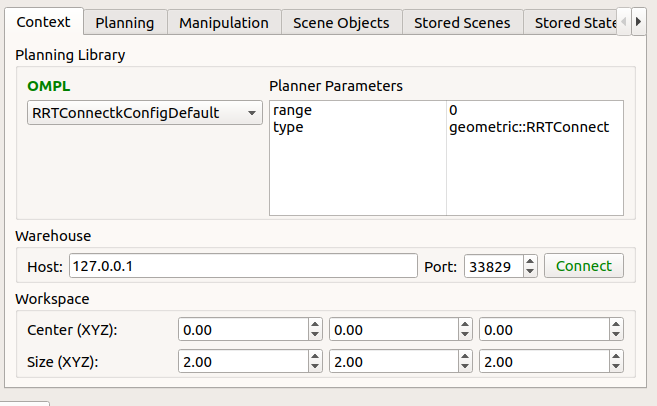 Context Planning Manipulation Scene Objects Stored Scenes Stored State
Planning Library
OMPL Planner Parameters
RRTConnectkConfigDefault
range 0
type geometric::RRTConnect
Warehouse
Host: 127.0.0.1 Port: 33829 Connect
Workspace
Center (XYZ): 0.00 0.00 0.00
Size (XYZ): 2.00 2.00 2.00